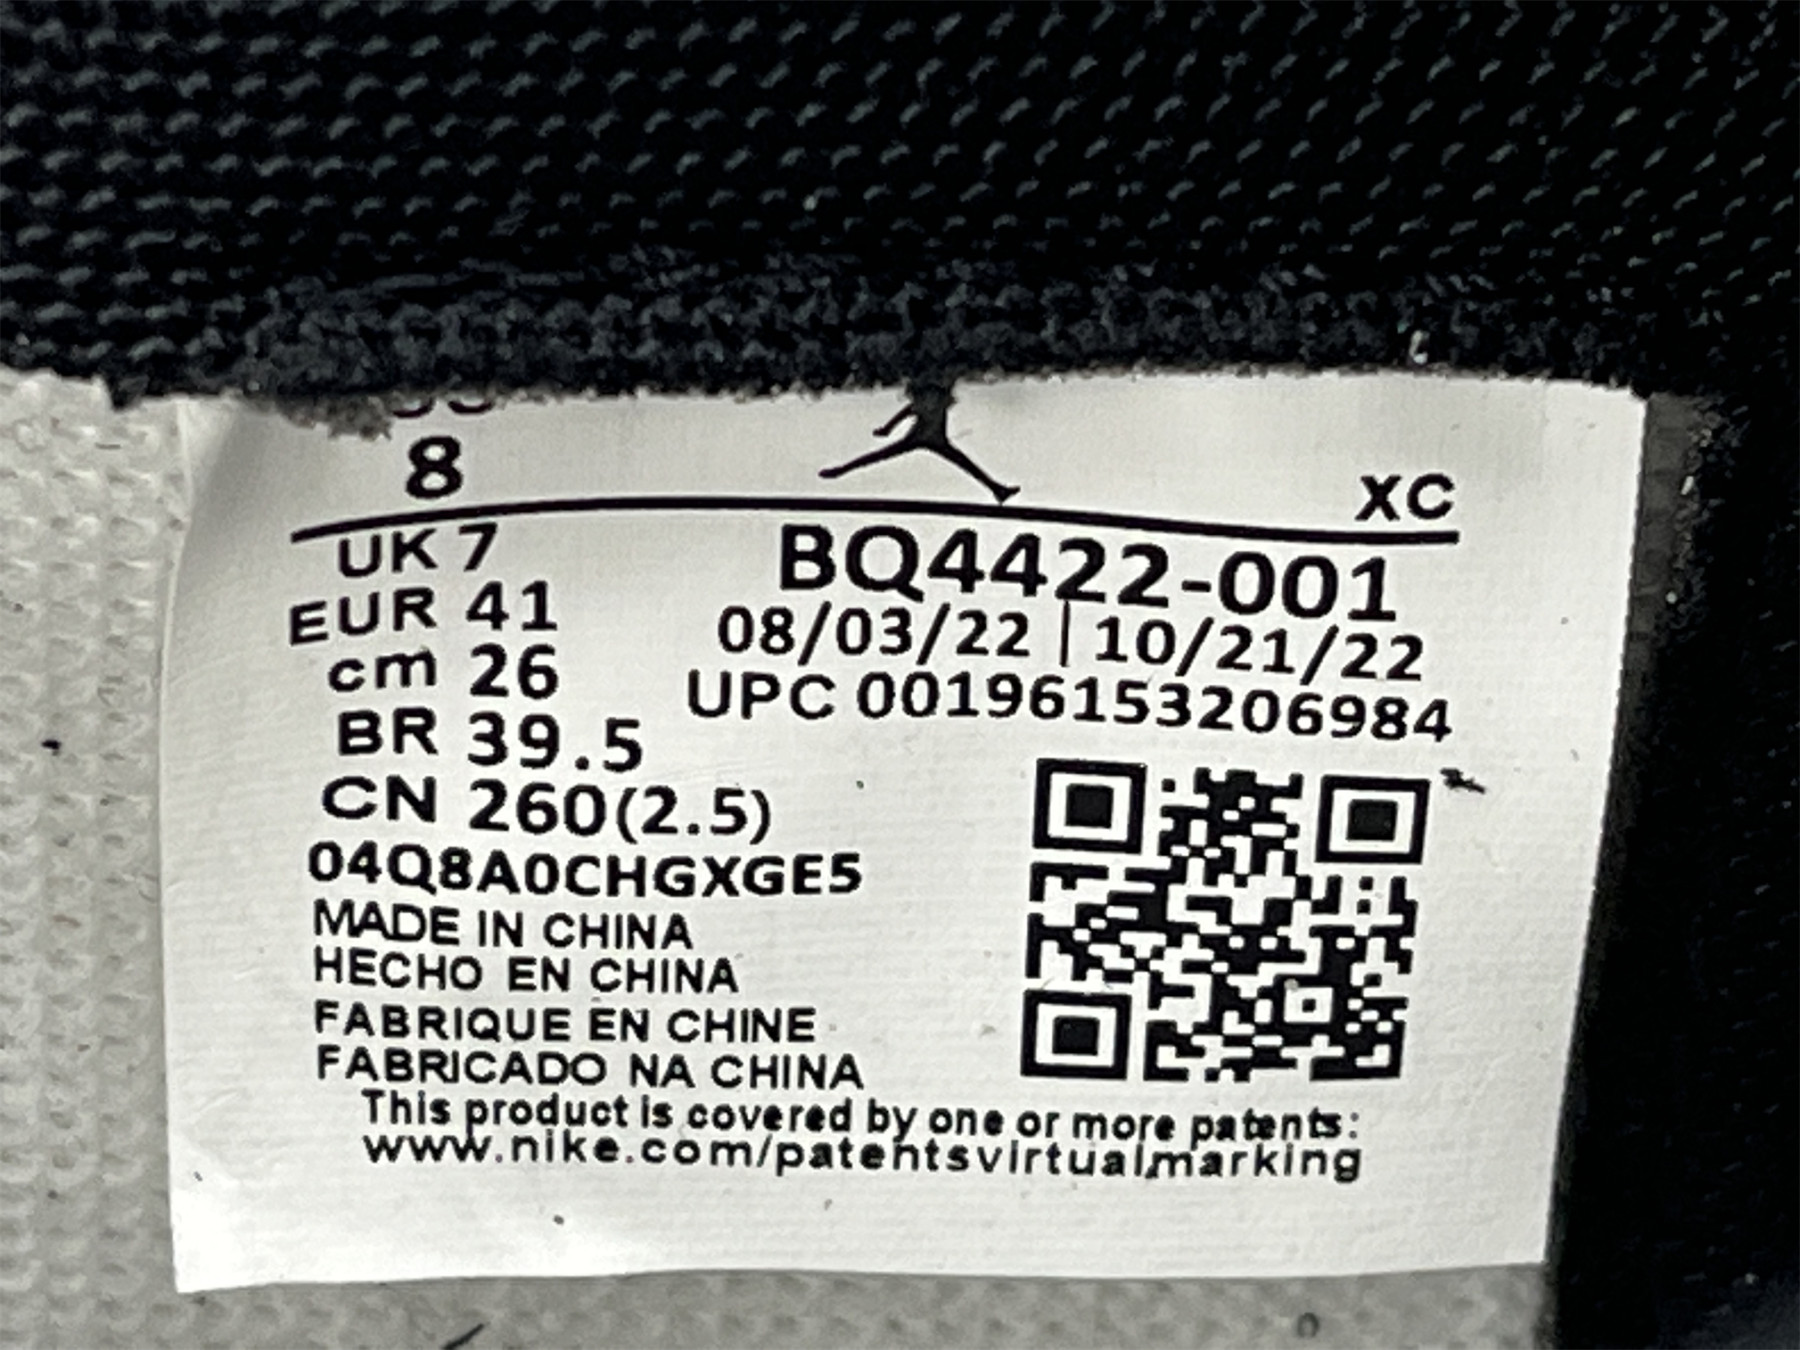 8
XC
UK 7
EUR 41
cm 26
BR 39.5
CN 260(2.5)
BQ4422-001
08/03/22 | 10/21/22
UPC 00196153206984
04Q8A0CHGXGE5
MADE IN CHINA
HECHO EN CHINA
FABRIQUE EN CHINE
FABRICADO NA CHINA
This product is covered by one or more patents:
www.nike.com/patentsvirtualmarking